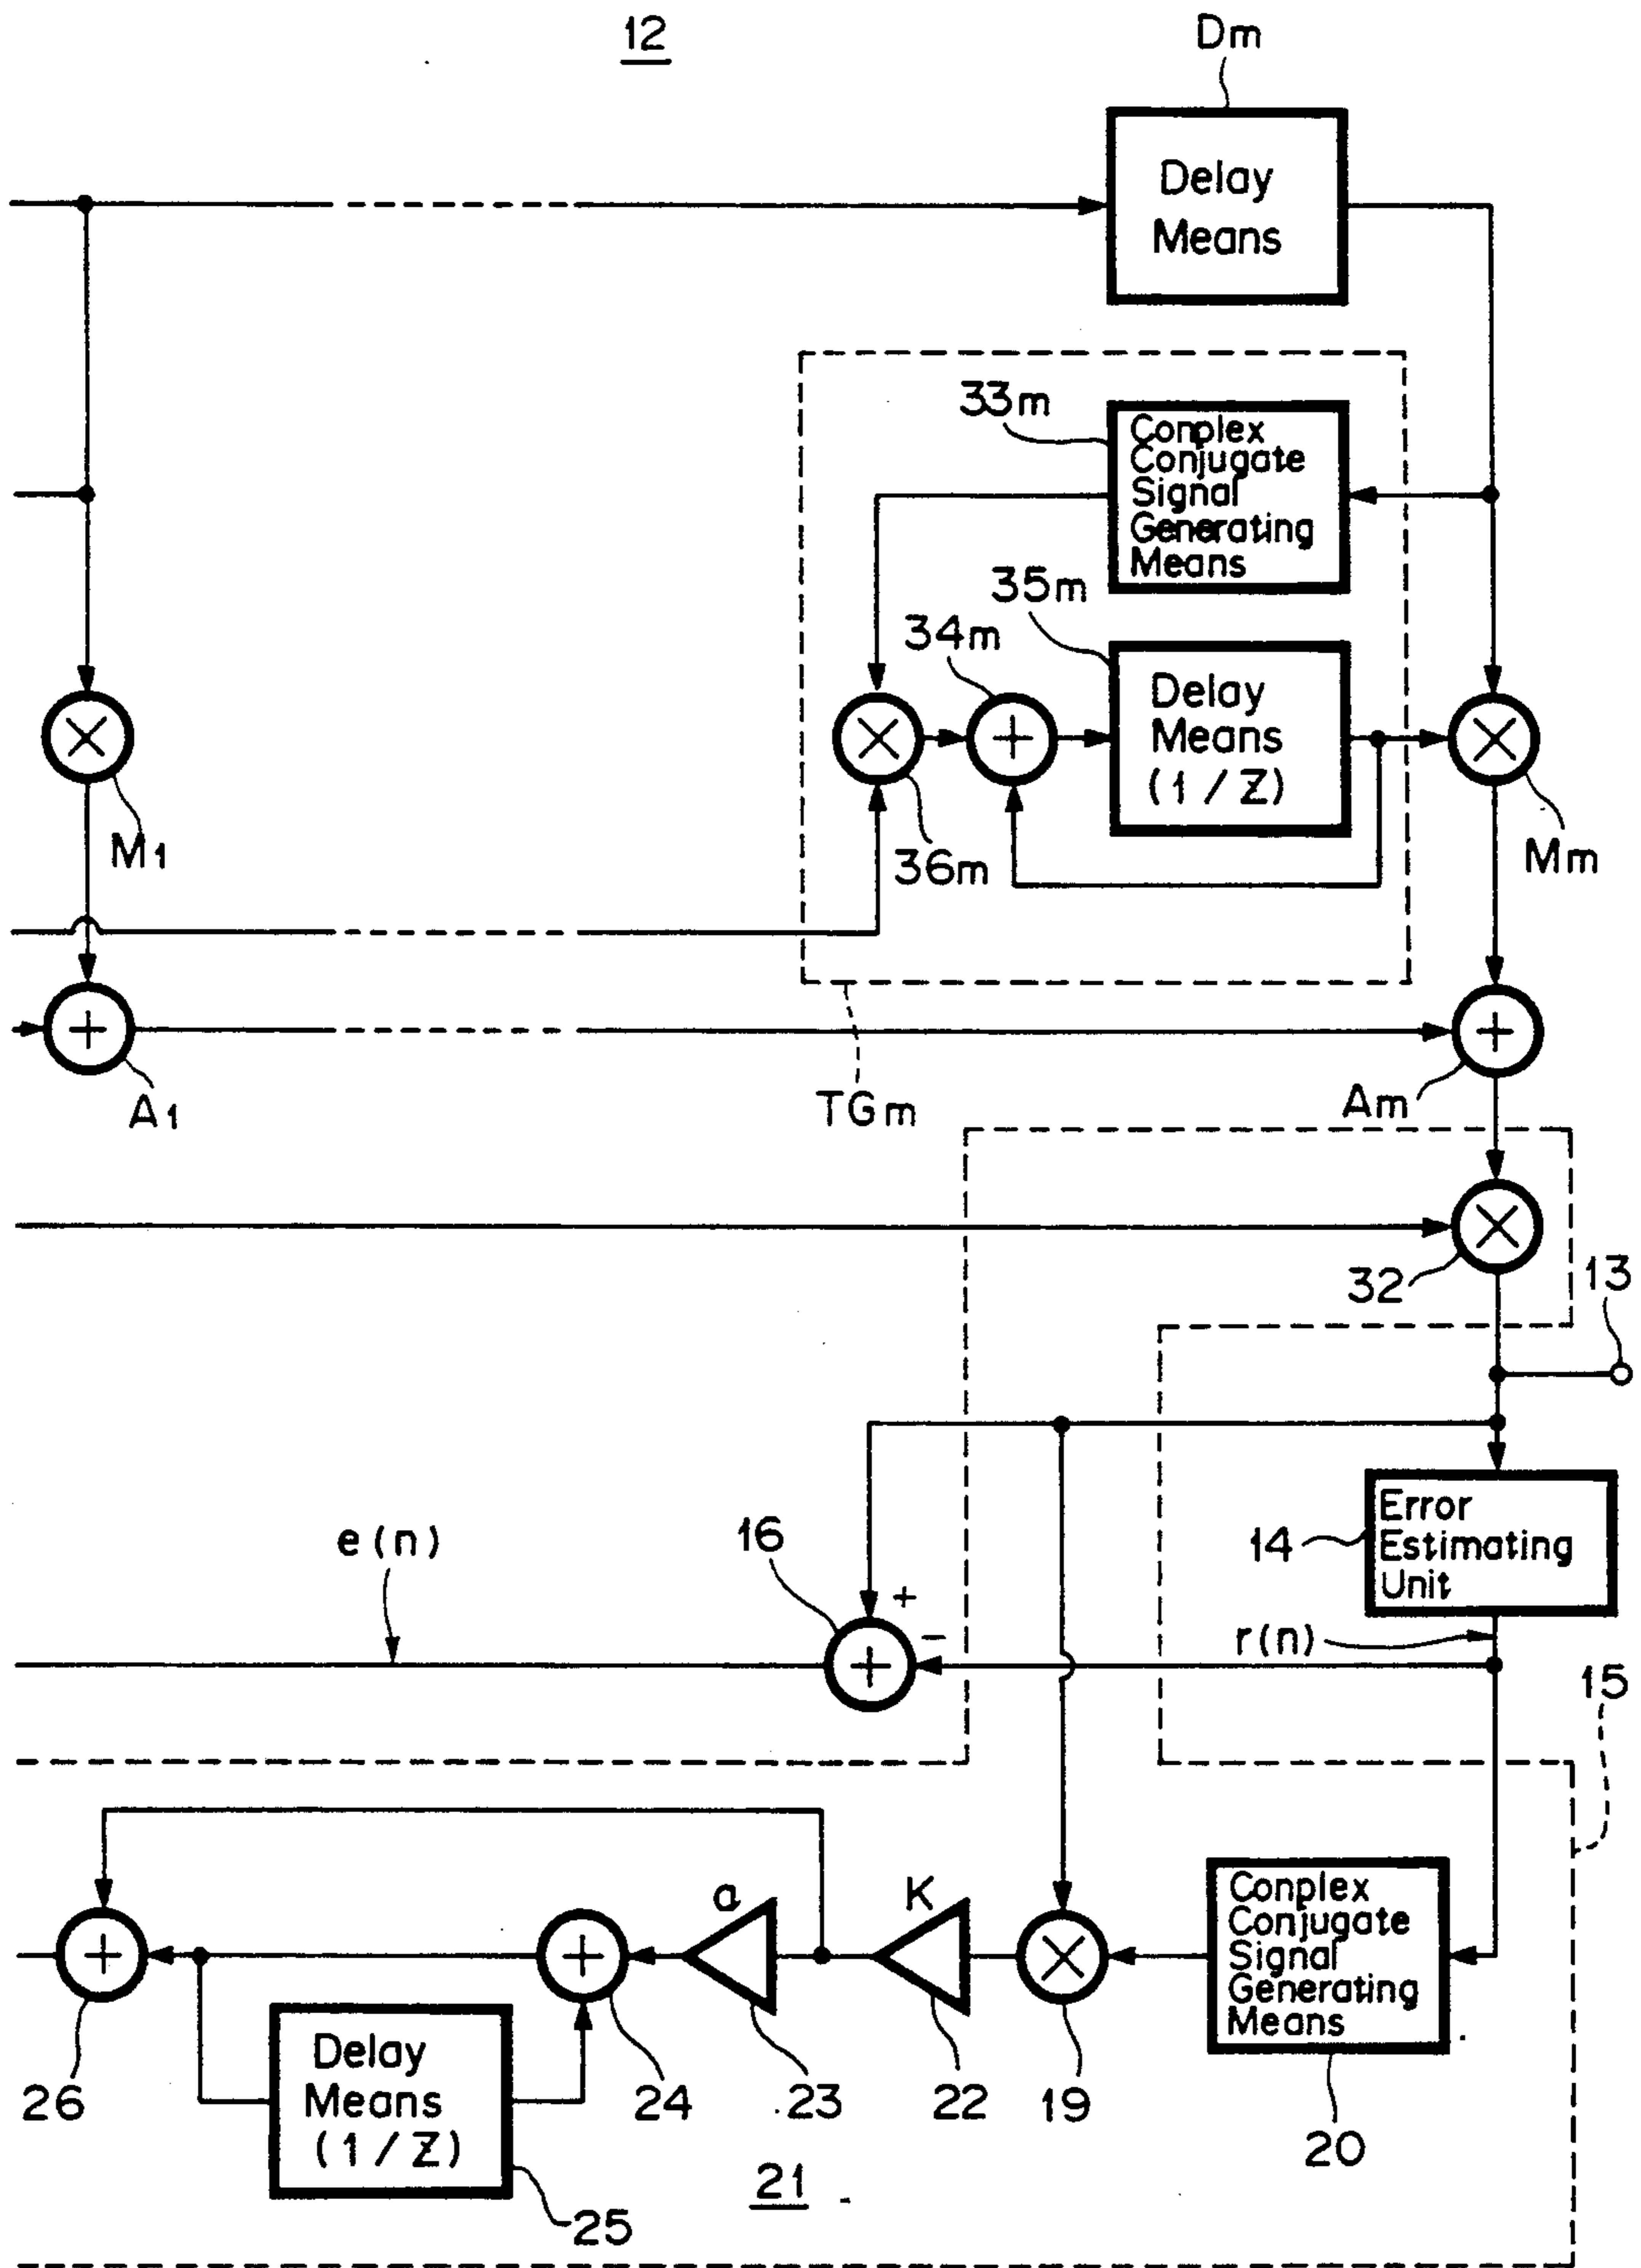 12
Dm
Delay
Means
33m
Conplex
Conjugate
Signal
Generating
Means
35m
34m
Delay
Means
(1/Z)
M1
36m
Mm
A1
TGm
Am
32
13
Error
Estimating
Unit
14
16
e(n)
+
−
r(n)
15
a
K
Conplex
Conjugate
Signal
Generating
Means
26
Delay
Means
(1/Z)
24
23
22
19
20
21
25